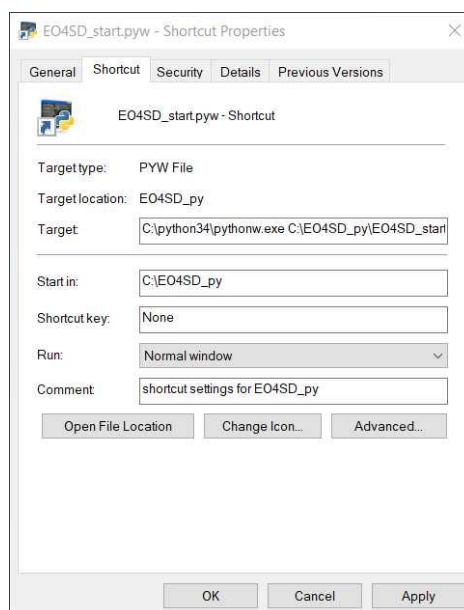 EO4SD_start.pyw - Shortcut Properties
General Shortcut Security Details Previous Versions
EO4SD_start.pyw - Shortcut
Target type: PYW File
Target location: EO4SD_py
Target: C:\python34\pythonw.exe C:\EO4SD_py\EO4SD_start
Start in: C:\EO4SD_py
Shortcut key: None
Run: Normal window
Comment: shortcut settings for EO4SD_py
Open File Location Change Icon... Advanced...
OK Cancel Apply